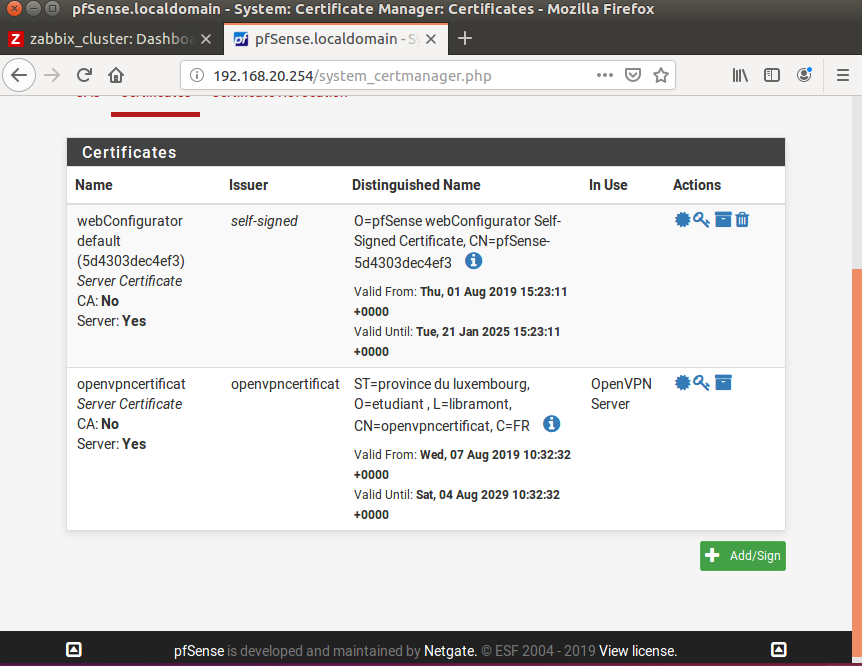 pfSense.localdomain - System: Certificate Manager: Certificates - Mozilla Firefox
zabbix_cluster: Dashbo
pfSense.localdomain - S
192.168.20.254/system_certmanager.php
Certificates
Name Issuer Distinguished Name In Use Actions
webConfigurator
default
(5d4303dec4ef3)
Server Certificate
CA: No
Server: Yes
self-signed
O=pfSense webConfigurator Self-
Signed Certificate, CN=pfSense-
5d4303dec4ef3
Valid From: Thu, 01 Aug 2019 15:23:11
+0000
Valid Until: Tue, 21 Jan 2025 15:23:11
+0000
openvpncertificat
Server Certificate
CA: No
Server: Yes
openvpncertificat
ST=province du luxembourg,
O=etudiant , L=libramont,
CN=openvpncertificat, C=FR
Valid From: Wed, 07 Aug 2019 10:32:32
+0000
Valid Until: Sat, 04 Aug 2029 10:32:32
+0000
OpenVPN
Server
Add/Sign
pfSense is developed and maintained by Netgate. © ESF 2004 - 2019 View license.